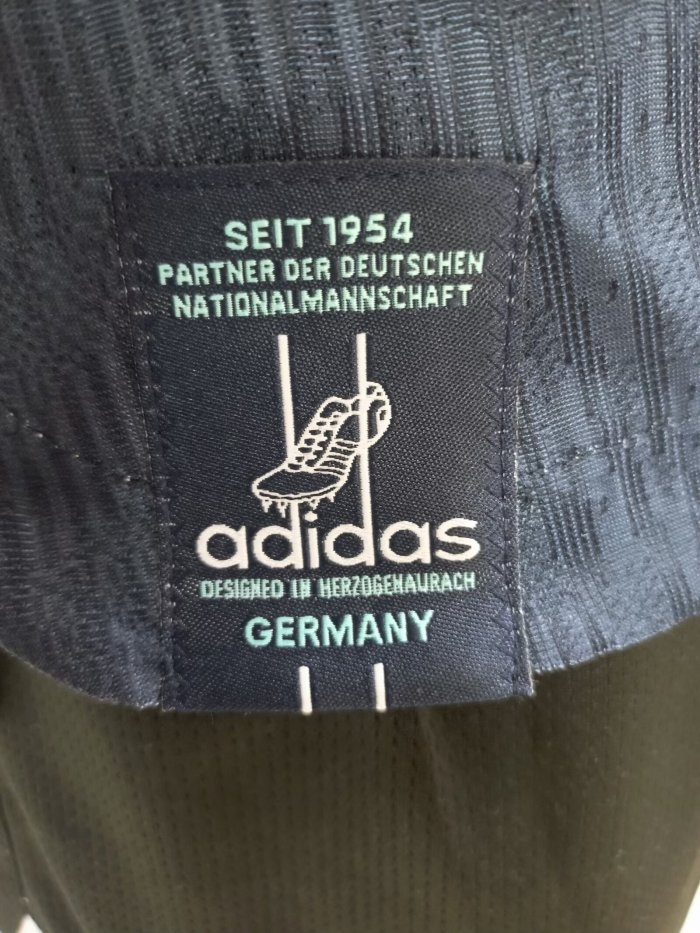 SEIT 1954
PARTNER DER DEUTSCHEN
NATIONALMANNSCHAFT
adidas
DESIGNED IN HERZOGENAURACH
GERMANY